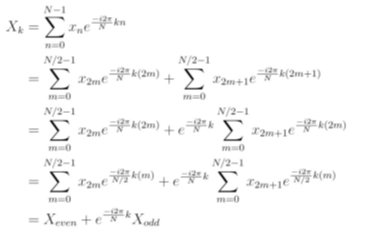 X_k = \sum_{n=0}^{N-1} x_n e^{\frac{-i2\pi}{N}kn}
= \sum_{m=0}^{N/2-1} x_{2m} e^{\frac{-i2\pi}{N}k(2m)} + \sum_{m=0}^{N/2-1} x_{2m+1} e^{\frac{-i2\pi}{N}k(2m+1)}
= \sum_{m=0}^{N/2-1} x_{2m} e^{\frac{-i2\pi}{N}k(2m)} + e^{\frac{-i2\pi}{N}k} \sum_{m=0}^{N/2-1} x_{2m+1} e^{\frac{-i2\pi}{N}k(2m)}
= \sum_{m=0}^{N/2-1} x_{2m} e^{\frac{-i2\pi}{N/2}k(m)} + e^{\frac{-i2\pi}{N}k} \sum_{m=0}^{N/2-1} x_{2m+1} e^{\frac{-i2\pi}{N/2}k(m)}
= X_{even} + e^{\frac{-i2\pi}{N}k} X_{odd}